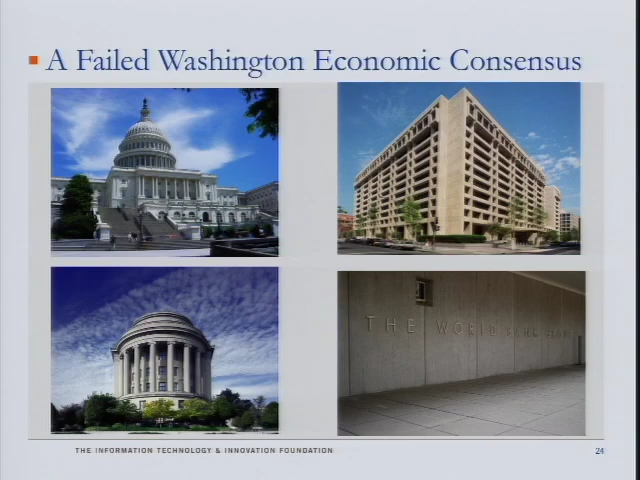 A Failed Washington Economic Consensus
THE WORLD BANK
THE INFORMATION TECHNOLOGY & INNOVATION FOUNDATION
24